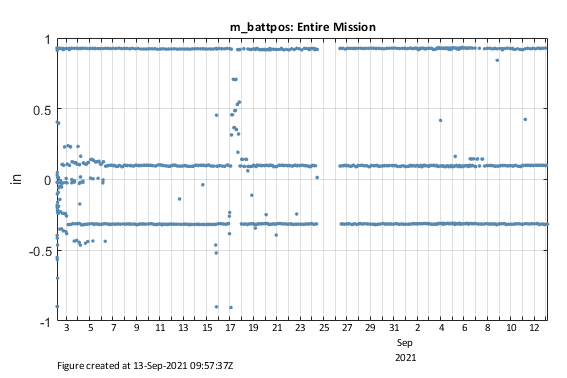 m_battpos: Entire Mission
1
0.5
0
-0.5
-1
in
3 5 7 9 11 13 15 17 19 21 23 25 27 29 31 2 4 6 8 10 12
Sep
2021
Figure created at 13-Sep-2021 09:57:37Z